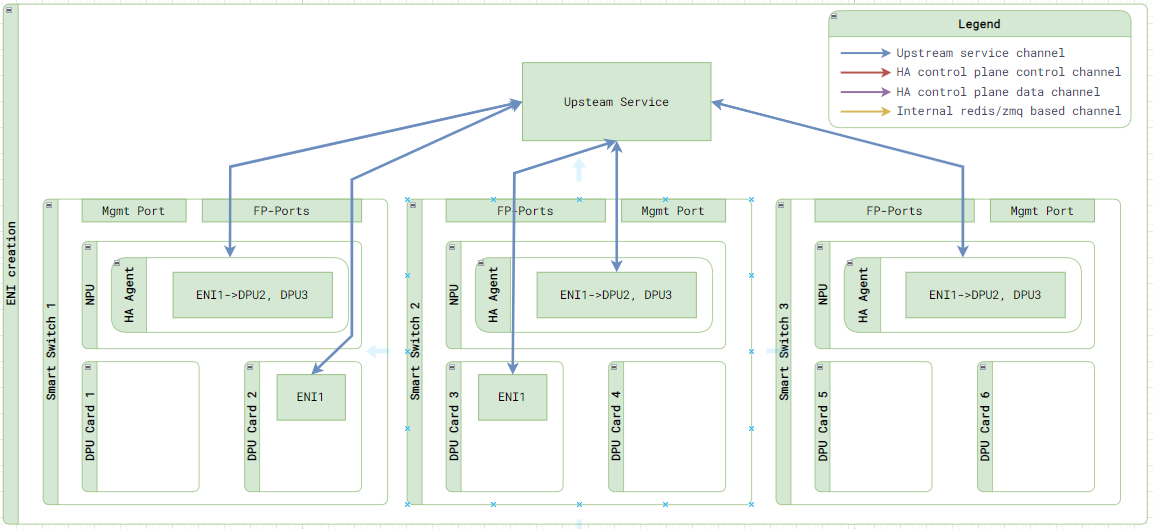 Legend
Upstream service channel
HA control plane control channel
HA control plane data channel
Internal redis/zmq based channel
Upsteam Service
ENI creation
Smart Switch 1
Mgmt Port
FP-Ports
NPU
HA Agent
ENI1->DPU2, DPU3
DPU Card 1
DPU Card 2
ENI1
Smart Switch 2
FP-Ports
Mgmt Port
NPU
HA Agent
ENI1->DPU2, DPU3
DPU Card 3
ENI1
DPU Card 4
Smart Switch 3
FP-Ports
Mgmt Port
NPU
HA Agent
ENI1->DPU2, DPU3
DPU Card 5
DPU Card 6